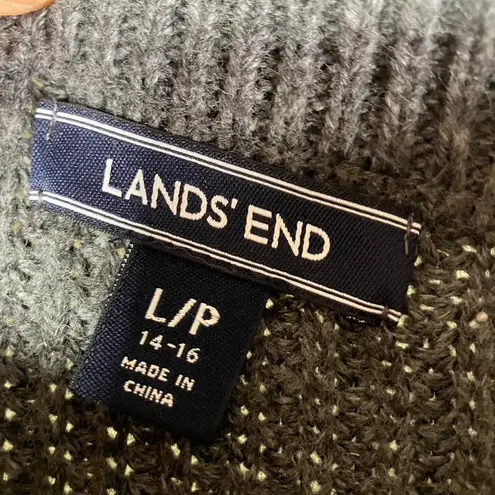 LANDS' END
L/P
14-16
MADE IN
CHINA